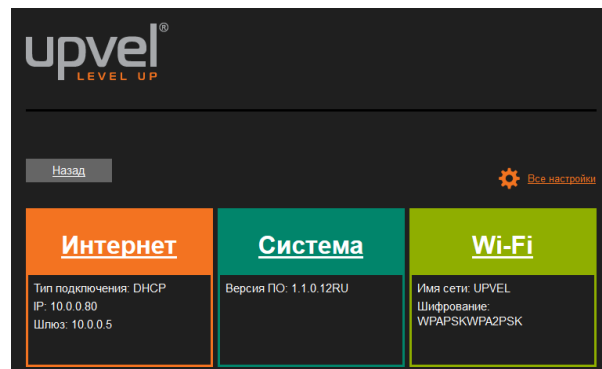 upvel®
LEVEL UP
Назад
Все настройки
Интернет
Система
Wi-Fi
Тип подключения: DHCP
IP: 10.0.0.80
Шлюз: 10.0.0.5
Версия ПО: 1.1.0.12RU
Имя сети: UPVEL
Шифрование:
WPAPSKWPA2PSK